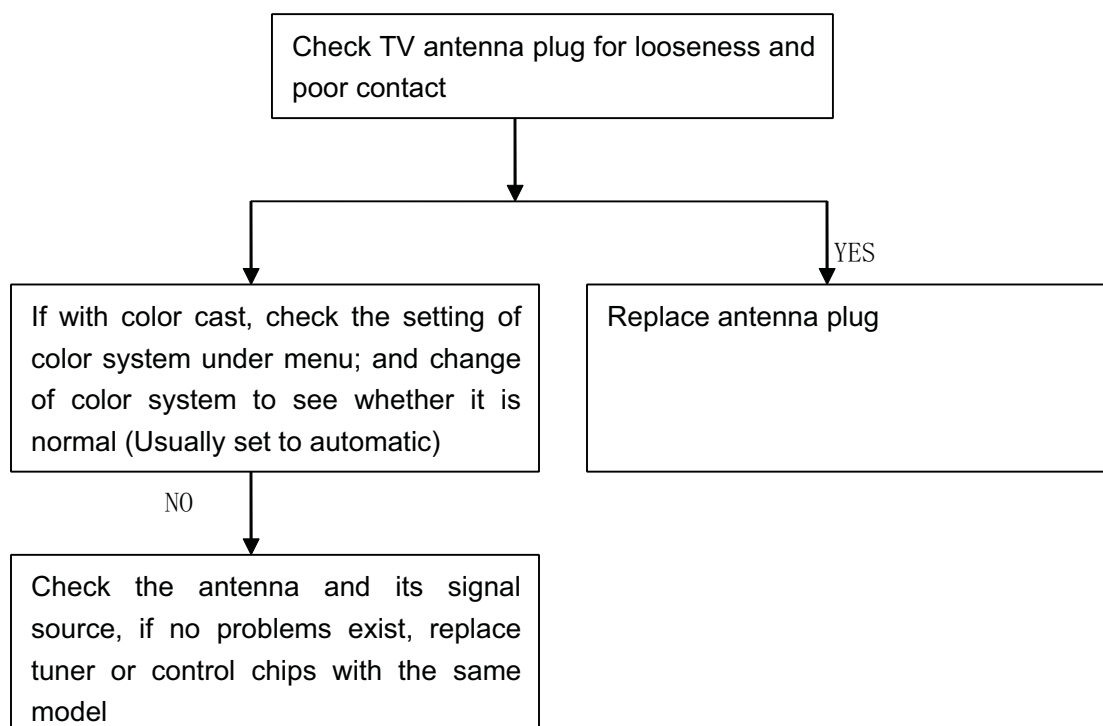 Check TV antenna plug for looseness and
poor contact
YES
If with color cast, check the setting of
color system under menu; and change
of color system to see whether it is
normal (Usually set to automatic)
Replace antenna plug
NO
Check the antenna and its signal
source, if no problems exist, replace
tuner or control chips with the same
model